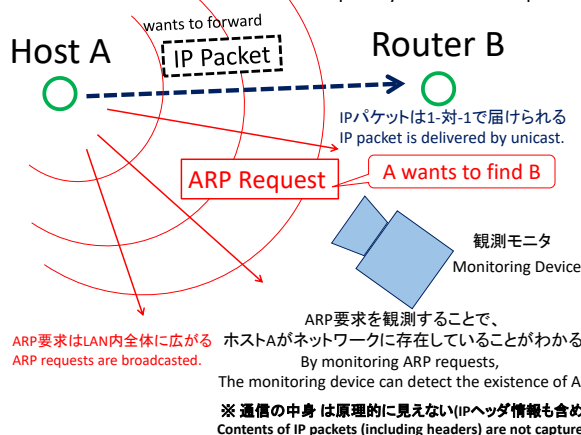 wants to forward
Host A
IP Packet
Router B
IPパケットは1-対-1で届けられる
IP packet is delivered by unicast.
ARP Request
A wants to find B
観測モニタ
Monitoring Device
ARP要求はLAN内全体に広がる
ARP requests are broadcasted.
ARP要求を観測することで、
ホストAがネットワークに存在していることがわかる
By monitoring ARP requests,
The monitoring device can detect the existence of A
※ 通信の中身 は原理的に見えない(IPヘッダ情報も含め
Contents of IP packets (including headers) are not capture